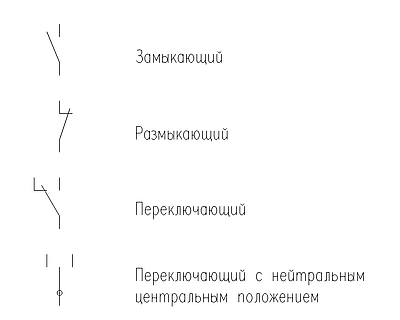 Замыкающий
Размыкающий
Переключающий
Переключающий с нейтральным
центральным положением